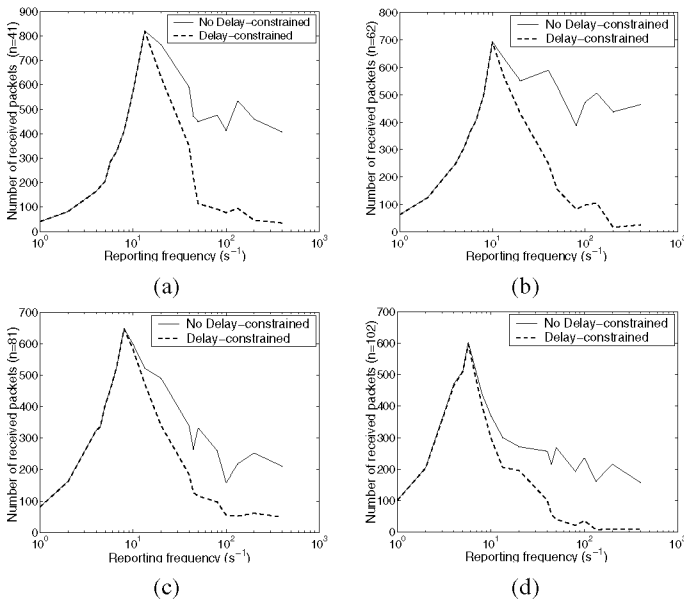 900
800
700
600
500
400
300
200
100
0
Number of received packets (n=41)
No Delay−constrained
Delay−constrained
10^0 10^1 10^2 10^3
Reporting frequency (s^−1)
(a)
800
700
600
500
400
300
200
100
0
Number of received packets (n=62)
No Delay−constrained
Delay−constrained
10^0 10^1 10^2 10^3
Reporting frequency (s^−1)
(b)
700
600
500
400
300
200
100
0
Number of received packets (n=81)
No Delay−constrained
Delay−constrained
10^0 10^1 10^2 10^3
Reporting frequency (s^−1)
(c)
700
600
500
400
300
200
100
0
Number of received packets (n=102)
No Delay−constrained
Delay−constrained
10^0 10^1 10^2 10^3
Reporting frequency (s^−1)
(d)